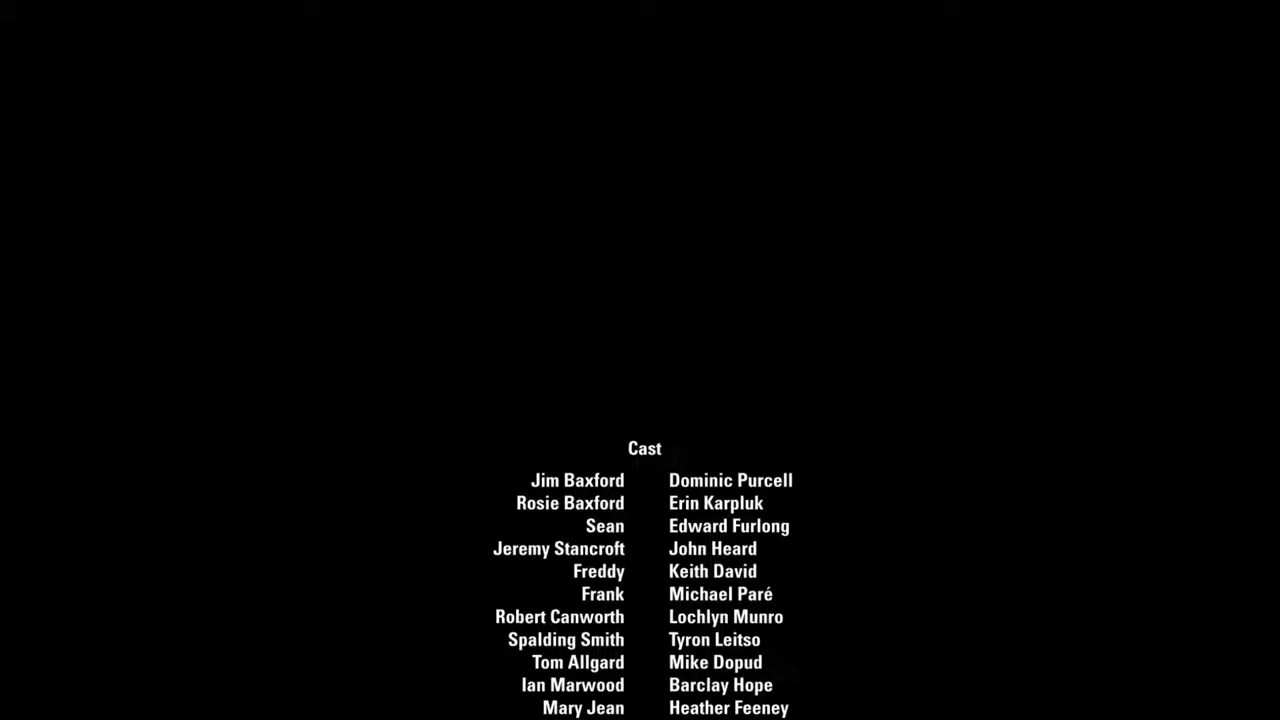 Cast
Jim Baxford Dominic Purcell
Rosie Baxford Erin Karpluk
Sean Edward Furlong
Jeremy Stancroft John Heard
Freddy Keith David
Frank Michael Paré
Robert Canworth Lochlyn Munro
Spalding Smith Tyron Leitso
Tom Allgard Mike Dopud
Ian Marwood Barclay Hope
Mary Jean Heather Feeney